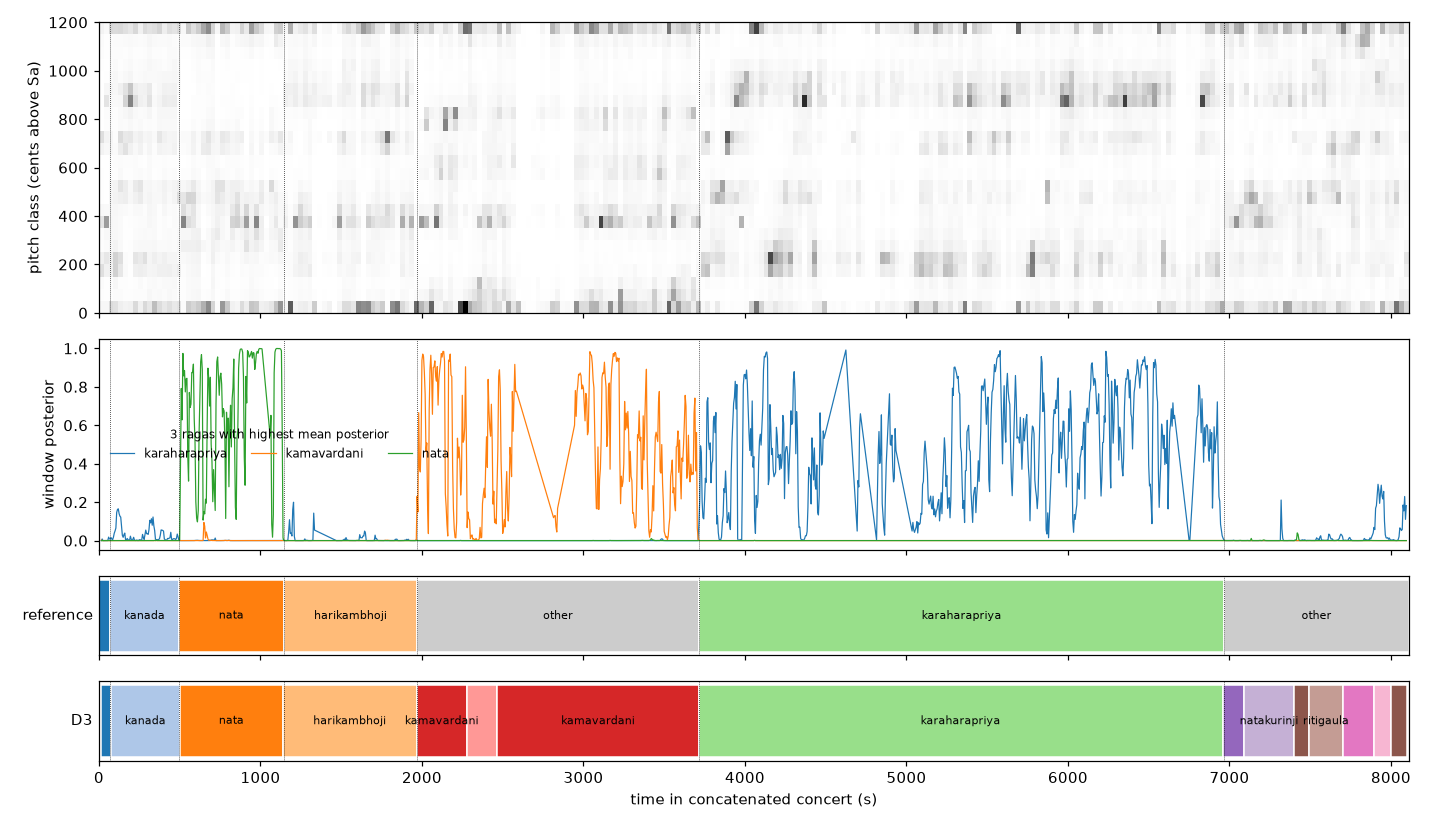 1200
1000
800
600
400
200
0
pitch class (cents above Sa)
1.0
0.8
0.6
0.4
0.2
0.0
window posterior
3 ragas with highest mean posterior
karaharapriya kamavardani nata
reference
kanada nata harikambhoji other karaharapriya other
D3
kanada nata harikambhoji kamavardani kamavardani karaharapriya natakurinji ritigaula
0 1000 2000 3000 4000 5000 6000 7000 8000
time in concatenated concert (s)